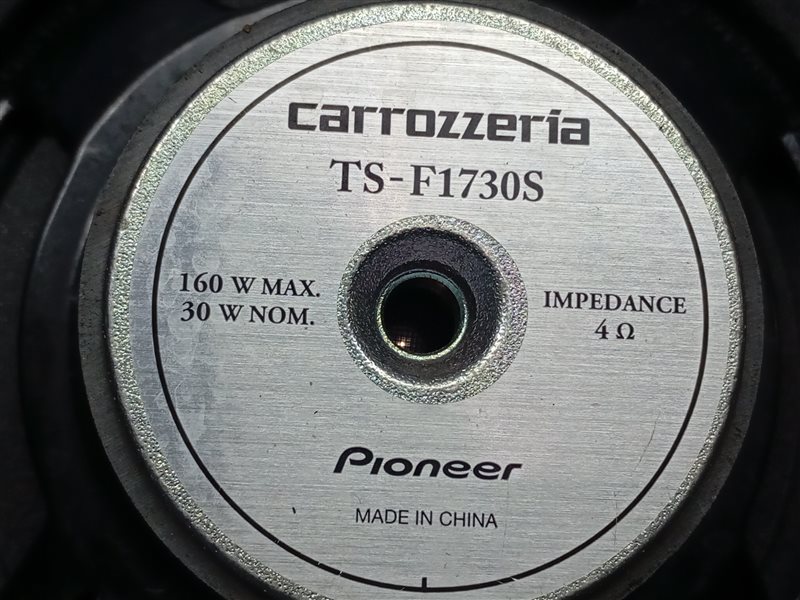 carrozzeria
TS-F1730S
160 W MAX.
30 W NOM.
IMPEDANCE
4 Ω
Pioneer
MADE IN CHINA